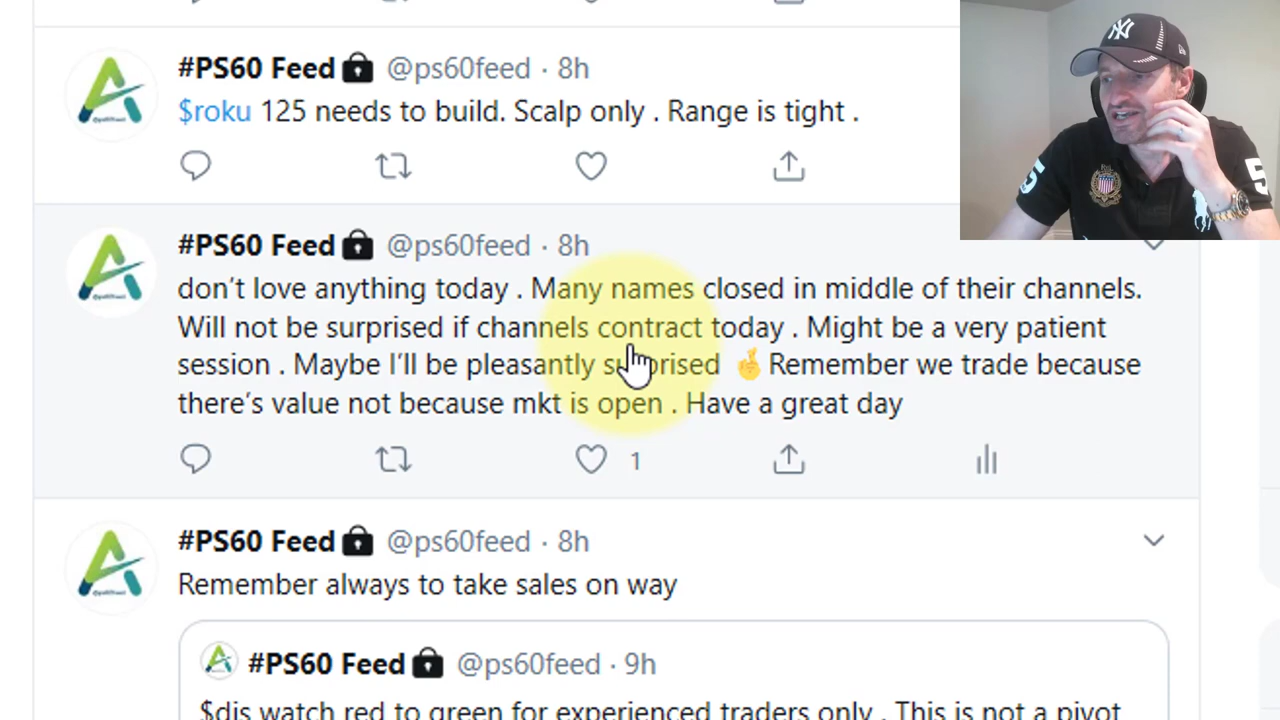 #PS60 Feed @ps60feed · 8h
$roku 125 needs to build. Scalp only . Range is tight .
#PS60 Feed @ps60feed · 8h
don't love anything today . Many names closed in middle of their channels.
Will not be surprised if channels contract today . Might be a very patient
session . Maybe I'll be pleasantly surprised 🤞Remember we trade because
there's value not because mkt is open . Have a great day
1
#PS60 Feed @ps60feed · 8h
Remember always to take sales on way
#PS60 Feed @ps60feed · 9h
$dis watch red to green for experienced traders only . This is not a pivot
NY
5
5